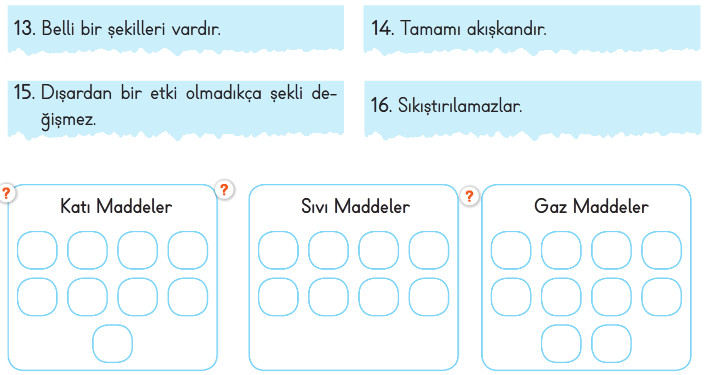 13. Belli bir şekilleri vardır.
14. Tamamı akışkandır.
15. Dışardan bir etki olmadıkça şekli de-
ğişmez.
16. Sıkıştırılamazlar.
?
?
?
Katı Maddeler
Sıvı Maddeler
Gaz Maddeler